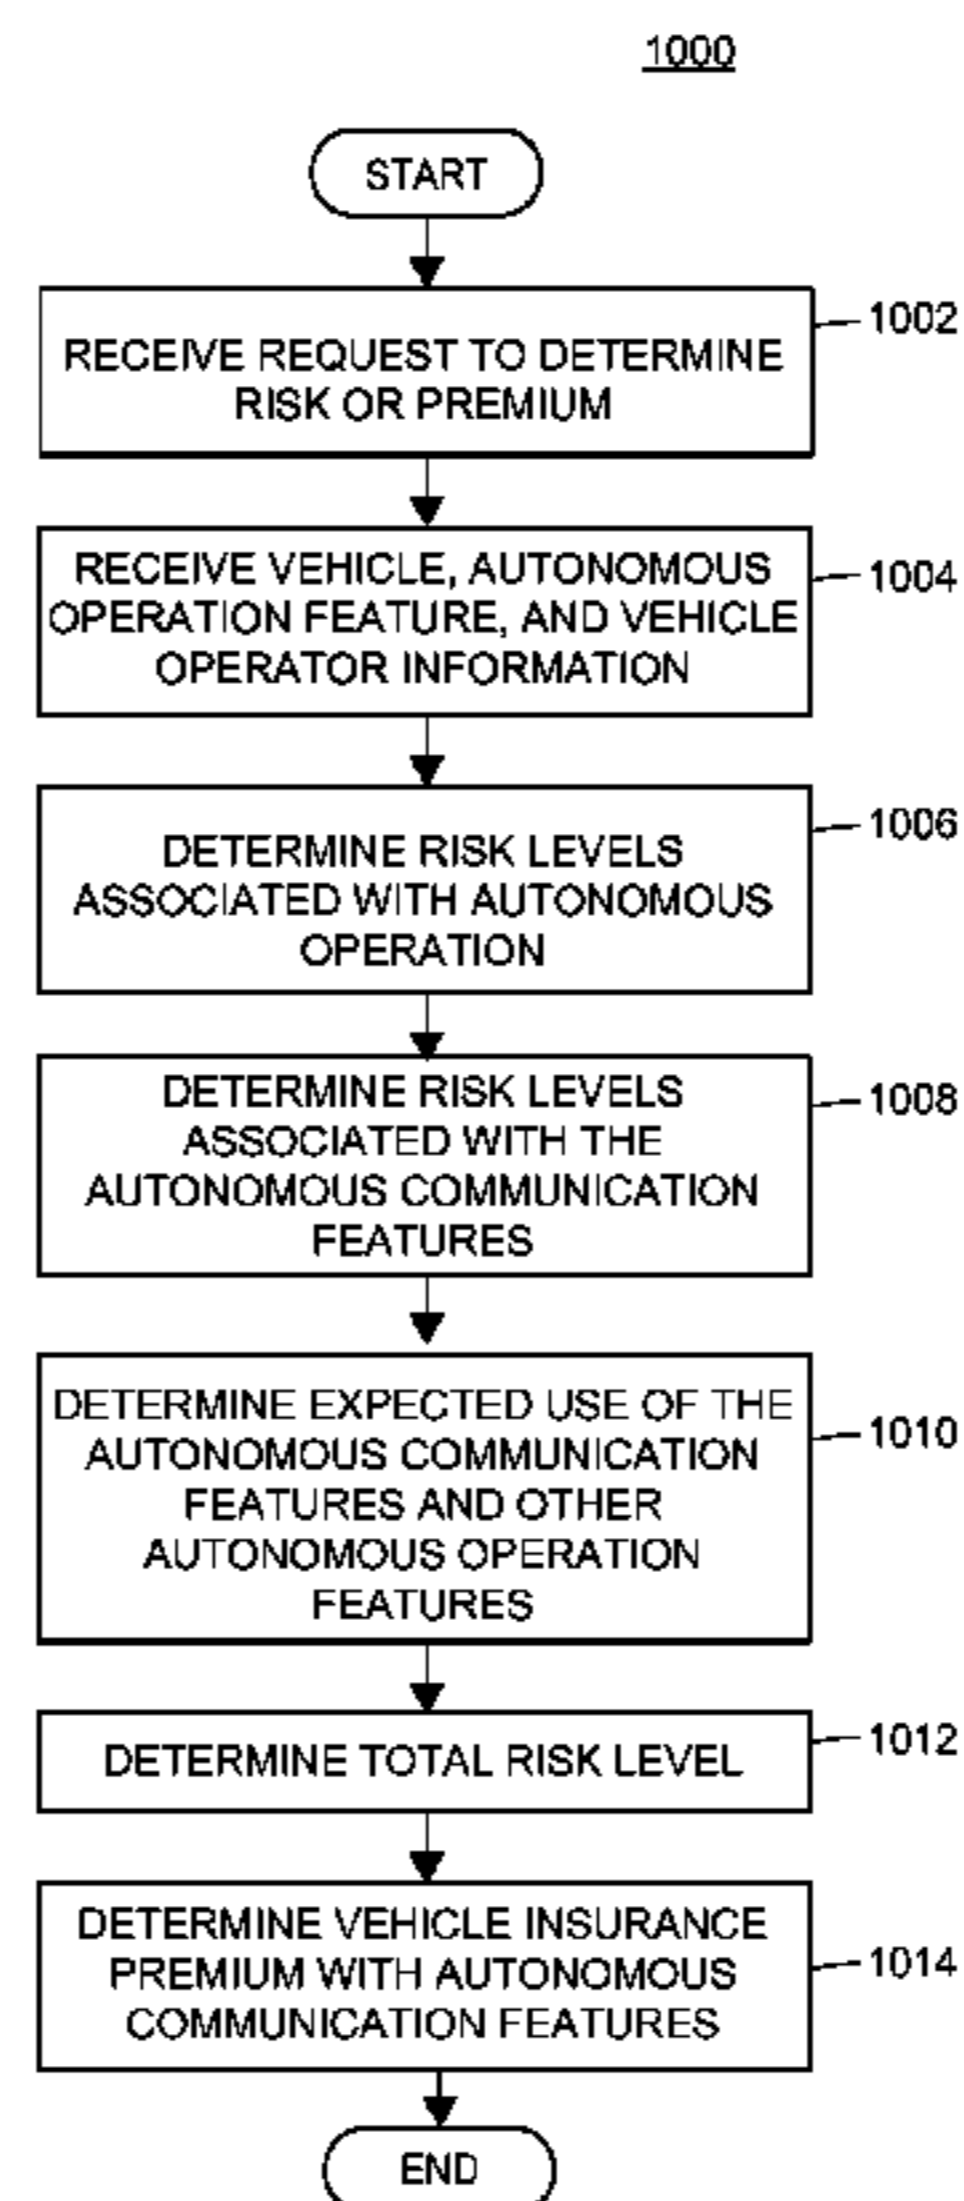 1000
START
RECEIVE REQUEST TO DETERMINE
RISK OR PREMIUM
1002
RECEIVE VEHICLE, AUTONOMOUS
OPERATION FEATURE, AND VEHICLE
OPERATOR INFORMATION
1004
DETERMINE RISK LEVELS
ASSOCIATED WITH AUTONOMOUS
OPERATION
1006
DETERMINE RISK LEVELS
ASSOCIATED WITH THE
AUTONOMOUS COMMUNICATION
FEATURES
1008
DETERMINE EXPECTED USE OF THE
AUTONOMOUS COMMUNICATION
FEATURES AND OTHER
AUTONOMOUS OPERATION
FEATURES
1010
DETERMINE TOTAL RISK LEVEL
1012
DETERMINE VEHICLE INSURANCE
PREMIUM WITH AUTONOMOUS
COMMUNICATION FEATURES
1014
END